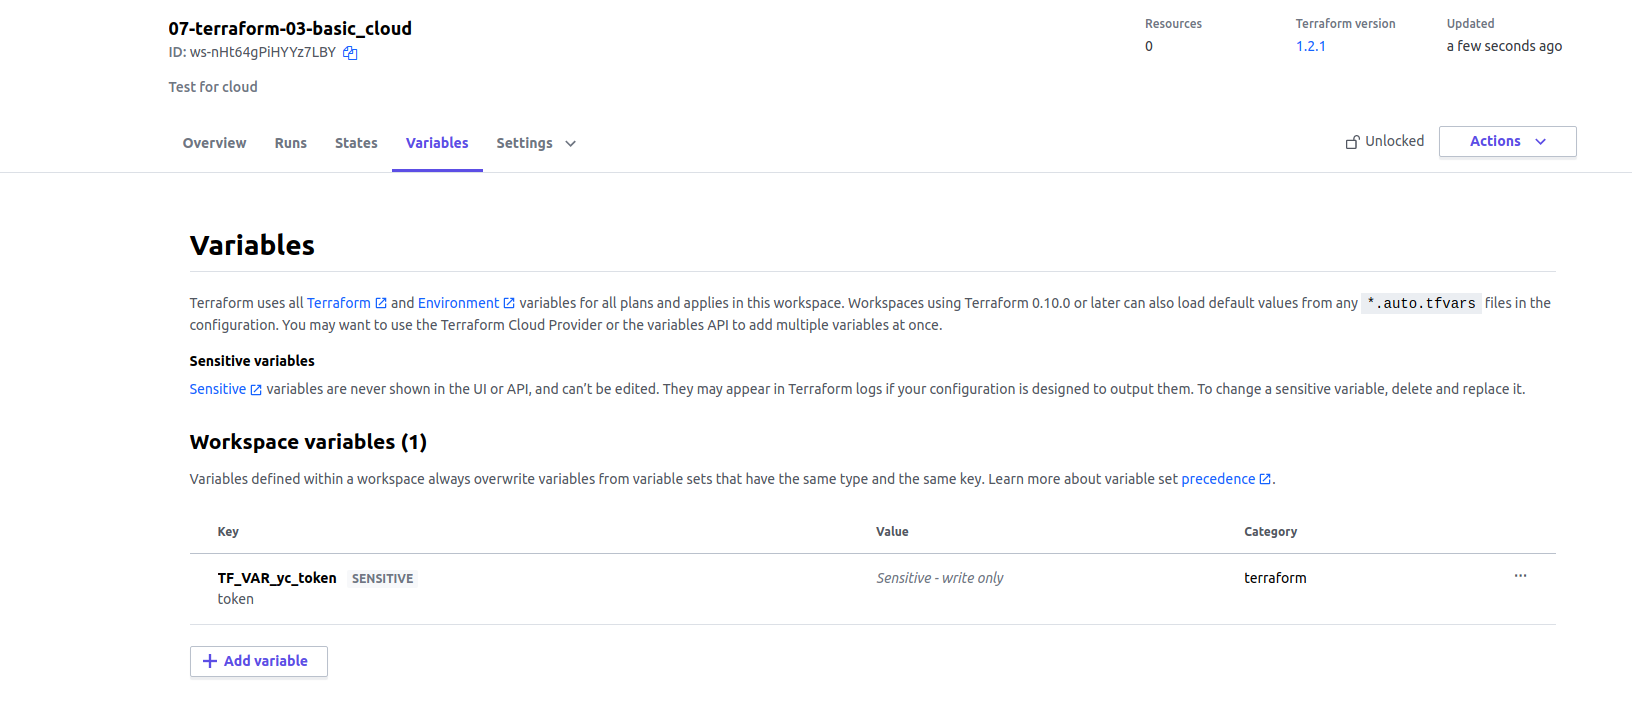 07-terraform-03-basic_cloud
ID: ws-nHt64gPiHYYz7LBY
Test for cloud
Resources
0
Terraform version
1.2.1
Updated
a few seconds ago
Overview Runs States Variables Settings
Unlocked
Actions
Variables
Terraform uses all Terraform and Environment variables for all plans and applies in this workspace. Workspaces using Terraform 0.10.0 or later can also load default values from any *.auto.tfvars files in the
configuration. You may want to use the Terraform Cloud Provider or the variables API to add multiple variables at once.
Sensitive variables
Sensitive variables are never shown in the UI or API, and can’t be edited. They may appear in Terraform logs if your configuration is designed to output them. To change a sensitive variable, delete and replace it.
Workspace variables (1)
Variables defined within a workspace always overwrite variables from variable sets that have the same type and the same key. Learn more about variable set precedence.
Key Value Category
TF_VAR_yc_token SENSITIVE Sensitive - write only terraform ...
token
+ Add variable